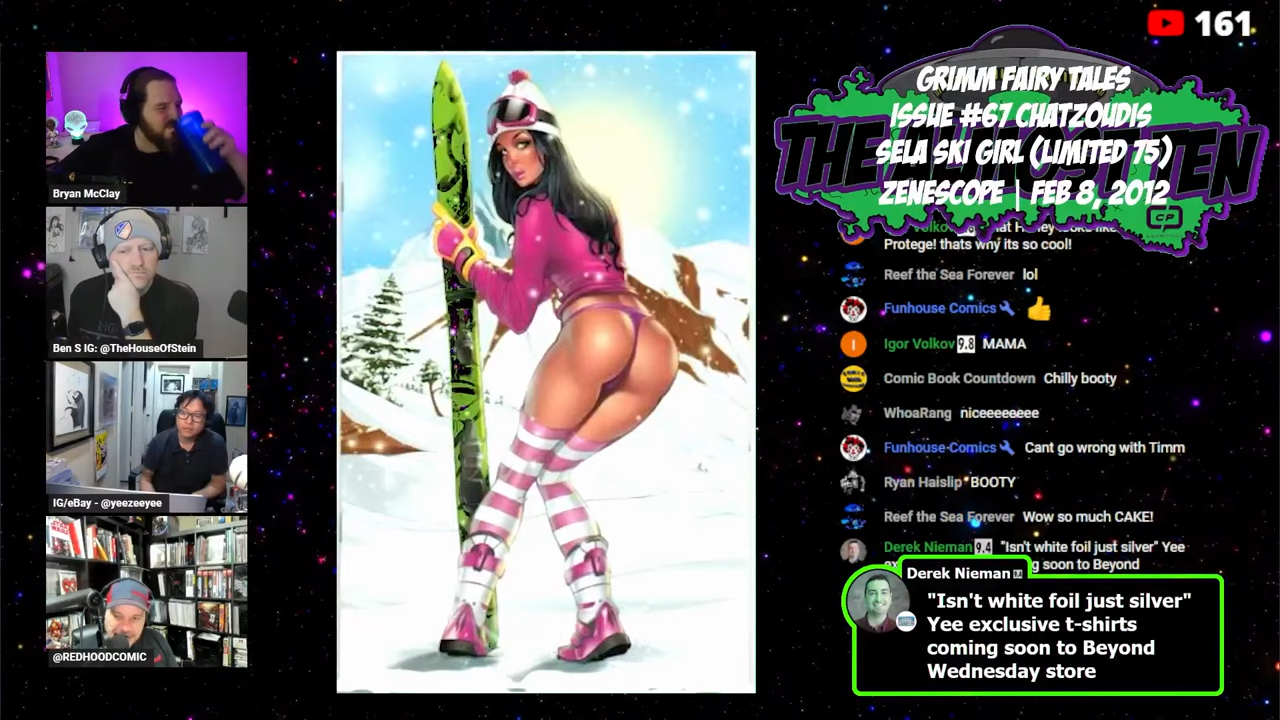 161
GRIMM FAIRY TALES
ISSUE #67 CHATZOUDIS
SELA SKI GIRL (LIMITED 75)
ZENESCOPE | FEB 8, 2012
THE TEN
CP
Protege! thats why its so cool!
Reef the Sea Forever lol
Funhouse Comics 👍
Igor Volkov 9.8 MAMA
Comic Book Countdown Chilly booty
WhoaRang niceeeeeeee
Funhouse Comics Cant go wrong with Timm
Ryan Haislip BOOTY
Reef the Sea Forever Wow so much CAKE!
Derek Nieman 9.4 "Isn't white foil just silver" Yee
g soon to Beyond
Derek Nieman
"Isn't white foil just silver"
Yee exclusive t-shirts
coming soon to Beyond
Wednesday store
Bryan McClay
Ben S IG: @TheHouseOfStein
IG/eBay - @yeezeeyee
@REDHOODCOMIC